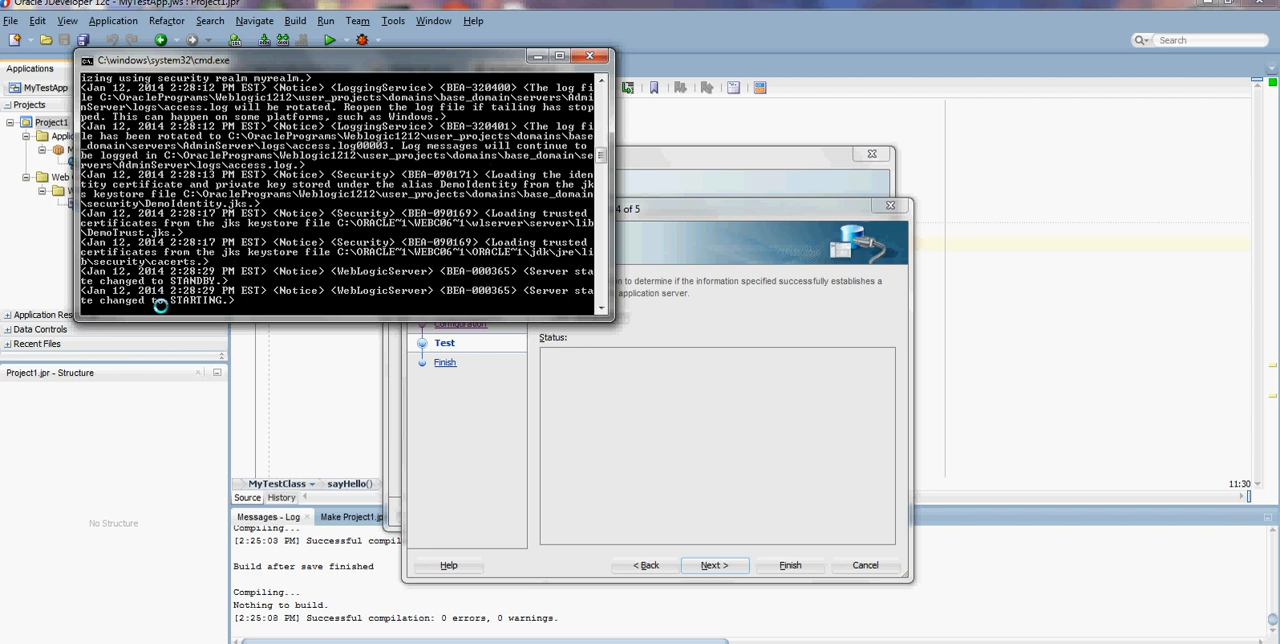 Oracle JDeveloper 12c - MyTestApp.jws : Project1.jpr
File Edit View Application Refactor Search Navigate Build Run Team Tools Window Help
Search
C:\windows\system32\cmd.exe
Applications
MyTestApp
Projects
Project1
Applic
M
Web
W
izing using security realm myrealm.>
<Jan 12, 2014 2:28:12 PM EST> <Notice> <LoggingService> <BEA-320400> <The log fi
le C:\OraclePrograms\Weblogic1212\user_projects\domains\base_domain\servers\Admi
nServer\logs\access.log will be rotated. Reopen the log file if tailing has stop
ped. This can happen on some platforms, such as Windows.>
<Jan 12, 2014 2:28:12 PM EST> <Notice> <LoggingService> <BEA-320401> <The log fi
le has been rotated to C:\OraclePrograms\Weblogic1212\user_projects\domains\base
_domain\servers\AdminServer\logs\access.log00003. Log messages will continue to
be logged in C:\OraclePrograms\Weblogic1212\user_projects\domains\base_domain\se
rvers\AdminServer\logs\access.log.>
<Jan 12, 2014 2:28:13 PM EST> <Notice> <Security> <BEA-090171> <Loading the iden
tity certificate and private key stored under the alias DemoIdentity from the jk
s keystore file C:\OraclePrograms\Weblogic1212\user_projects\domains\base_domain
\security\DemoIdentity.jks.>
<Jan 12, 2014 2:28:17 PM EST> <Notice> <Security> <BEA-090169> <Loading trusted
certificates from the jks keystore file C:\ORACLE~1\WEBC06~1\wlserver\server\lib
\DemoTrust.jks.>
<Jan 12, 2014 2:28:17 PM EST> <Notice> <Security> <BEA-090169> <Loading trusted
certificates from the jks keystore file C:\ORACLE~1\WEBC06~1\ORACLE~1\jdk\jre\li
b\security\cacerts.>
<Jan 12, 2014 2:28:29 PM EST> <Notice> <WebLogicServer> <BEA-000365> <Server sta
te changed to STANDBY.>
<Jan 12, 2014 2:28:29 PM EST> <Notice> <WebLogicServer> <BEA-000365> <Server sta
te changed to STARTING.>
4 of 5
on to determine if the information specified successfully establishes a
application server.
Application Res
Data Controls
Recent Files
Project1.jpr - Structure
No Structure
Configuration
Test
Finish
Status:
Help < Back Next > Finish Cancel
MyTestClass sayHello()
11:30
Source History
Messages - Log Make Project1.jp
Compiling...
[2:25:03 PM] Successful compil
Build after save finished
Compiling...
Nothing to build.
[2:25:08 PM] Successful compilation: 0 errors, 0 warnings.